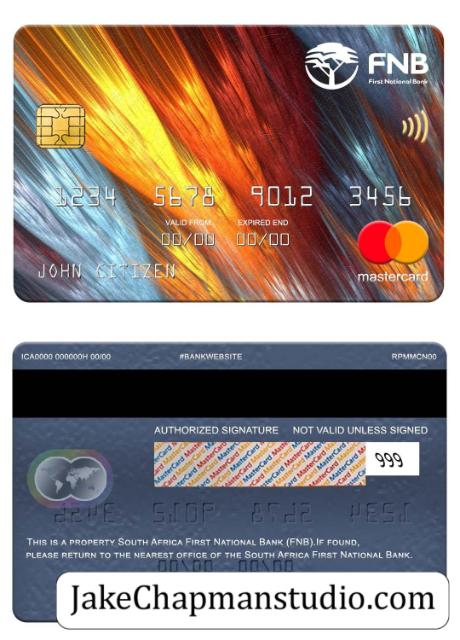 FNB
First National Bank
1234 5678 9012 3456
VALID FROM EXPIRED END
00/00 00/00
JOHN CITIZEN
mastercard
ICA0000 000000H 00/00 #BANKWEBSITE RPMMCN00
AUTHORIZED SIGNATURE NOT VALID UNLESS SIGNED
MasterCard MasterCard MasterCard
999
THIS IS A PROPERTY SOUTH AFRICA FIRST NATIONAL BANK (FNB).IF FOUND,
PLEASE RETURN TO THE NEAREST OFFICE OF THE SOUTH AFRICA FIRST NATIONAL BANK.
JakeChapmanstudio.com